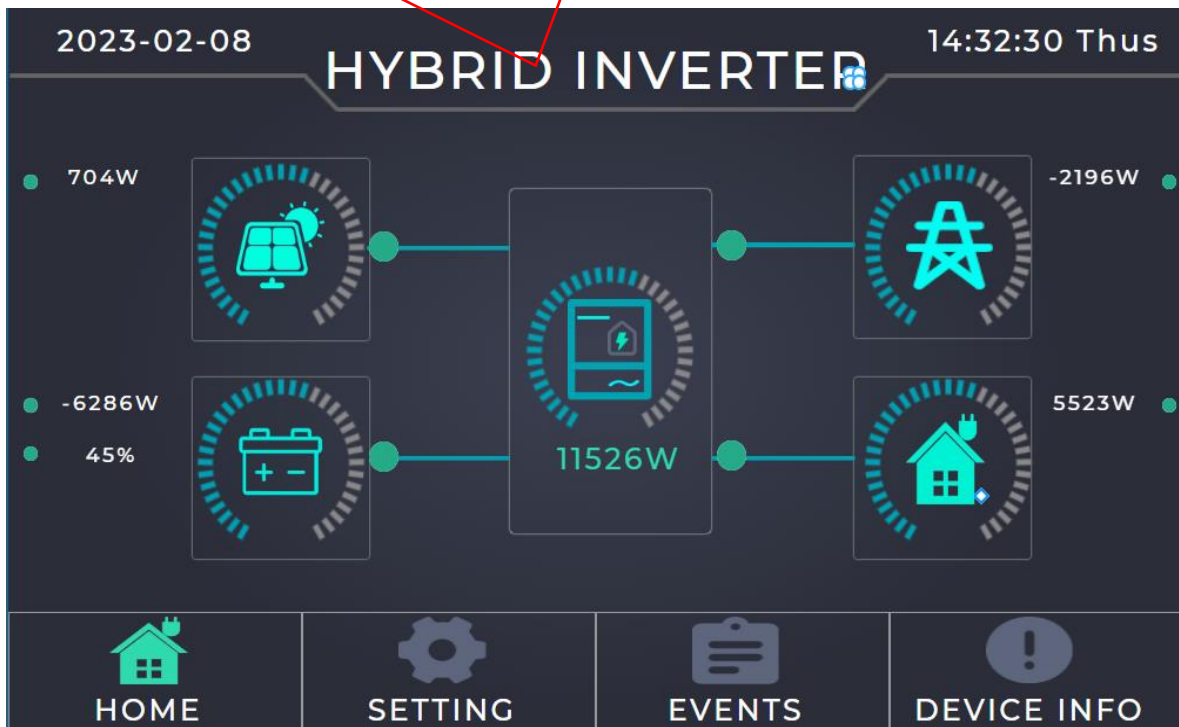 2023-02-08
HYBRID INVERTER
14:32:30 Thus
704W
-2196W
-6286W
45%
11526W
5523W
HOME
SETTING
EVENTS
DEVICE INFO